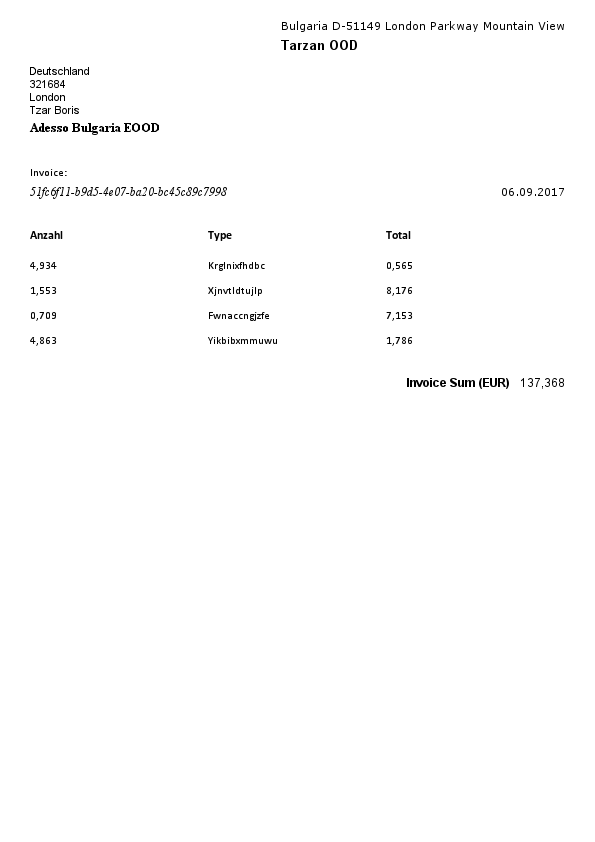 Bulgaria D-51149 London Parkway Mountain View
Tarzan OOD
Deutschland
321684
London
Tzar Boris
Adesso Bulgaria EOOD
Invoice:
51fc6f11-b9d5-4e07-ba20-bc45c89c7998 06.09.2017
Anzahl Type Total
4,934 Krglnixfhdbc 0,565
1,553 Xjnvtldtujlp 8,176
0,709 Fwnaccngjzfe 7,153
4,863 Yikbibxmmuwu 1,786
Invoice Sum (EUR) 137,368